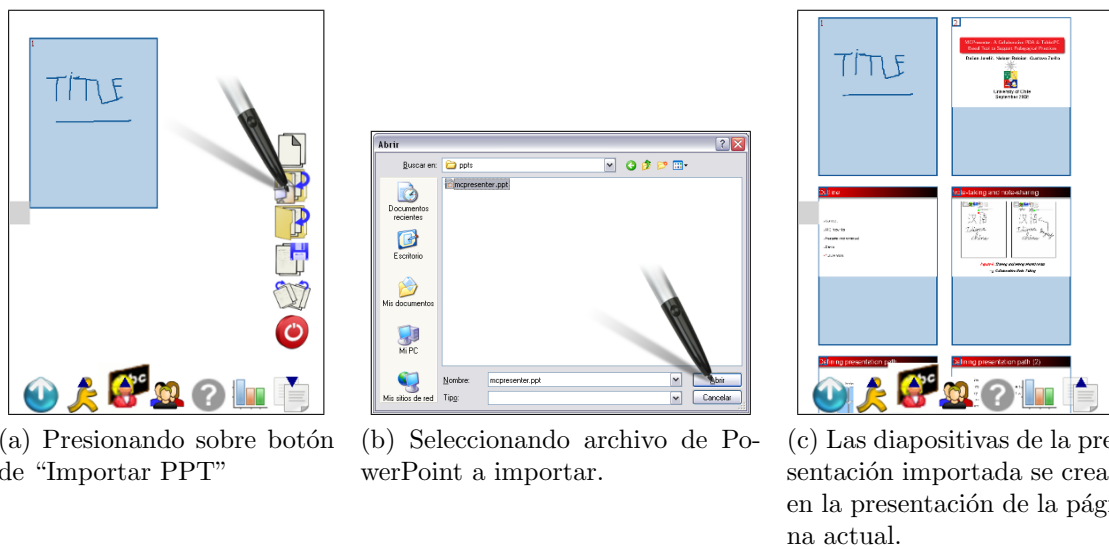 1
TITLE
Abrir
Buscar en:
ppts
mcpresenter.ppt
Documentos
recientes
Escritorio
Mis documentos
Mi PC
Mis sitios de red
Nombre:
mcpresenter.ppt
Abrir
Tipo:
Cancelar
1
TITLE
2
University of Chile
Outline
Note-taking and note-sharing
Defining presentation path
Defining presentation path (2)
(a) Presionando sobre botón
de “Importar PPT”
(b) Seleccionando archivo de Po-
werPoint a importar.
(c) Las diapositivas de la pre
sentación importada se crea
en la presentación de la pági
na actual.